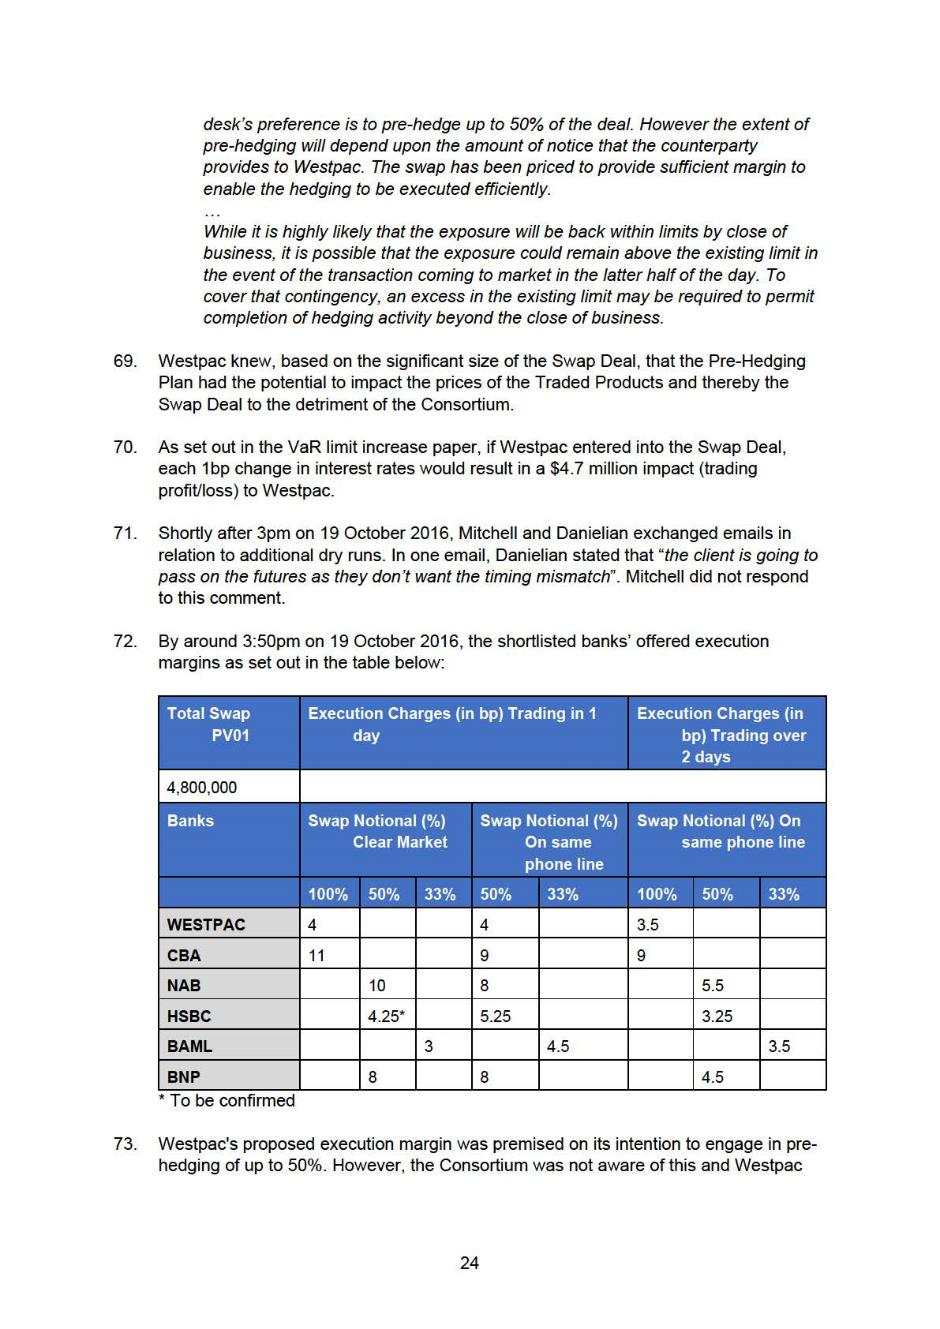 desk's preference is to pre-hedge up to 50% of the deal. However the extent of
pre-hedging will depend upon the amount of notice that the counterparty
provides to Westpac. The swap has been priced to provide sufficient margin to
enable the hedging to be executed efficiently.
…
While it is highly likely that the exposure will be back within limits by close of
business, it is possible that the exposure could remain above the existing limit in
the event of the transaction coming to market in the latter half of the day. To
cover that contingency, an excess in the existing limit may be required to permit
completion of hedging activity beyond the close of business.
69. Westpac knew, based on the significant size of the Swap Deal, that the Pre-Hedging
Plan had the potential to impact the prices of the Traded Products and thereby the
Swap Deal to the detriment of the Consortium.
70. As set out in the VaR limit increase paper, if Westpac entered into the Swap Deal,
each 1bp change in interest rates would result in a $4.7 million impact (trading
profit/loss) to Westpac.
71. Shortly after 3pm on 19 October 2016, Mitchell and Danielian exchanged emails in
relation to additional dry runs. In one email, Danielian stated that “the client is going to
pass on the futures as they don’t want the timing mismatch”. Mitchell did not respond
to this comment.
72. By around 3:50pm on 19 October 2016, the shortlisted banks’ offered execution
margins as set out in the table below:
Total Swap Execution Charges (in bp) Trading in 1 Execution Charges (in
PV01 day bp) Trading over
2 days
4,800,000
Banks Swap Notional (%) Swap Notional (%) Swap Notional (%) On
Clear Market On same same phone line
phone line
100% 50% 33% 50% 33% 100% 50% 33%
WESTPAC 4 4 3.5
CBA 11 9 9
NAB 10 8 5.5
HSBC 4.25* 5.25 3.25
BAML 3 4.5 3.5
BNP 8 8 4.5
* To be confirmed
73. Westpac's proposed execution margin was premised on its intention to engage in pre-
hedging of up to 50%. However, the Consortium was not aware of this and Westpac
24